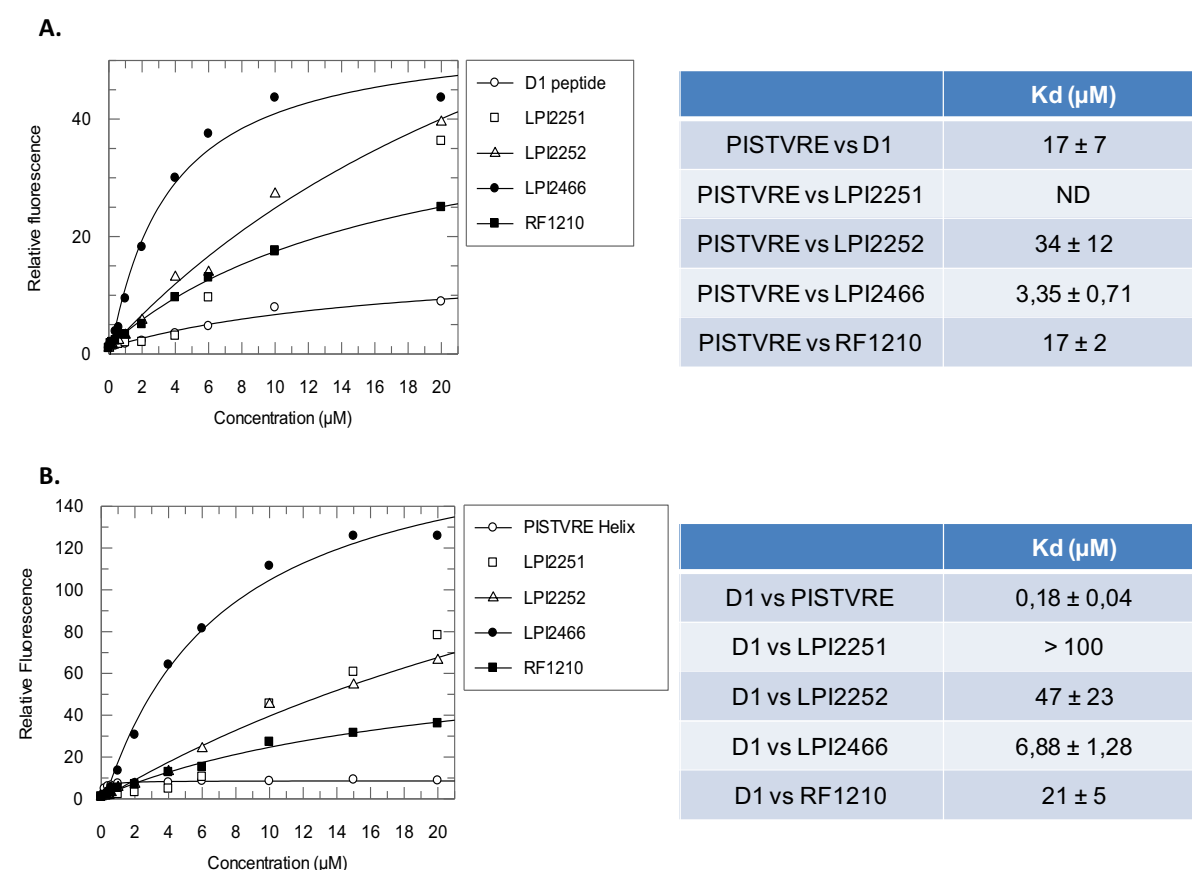 A.
40
20
0
0 2 4 6 8 10 12 14 16 18 20
Relative fluorescence
Concentration (µM)
D1 peptide
LPI2251
LPI2252
LPI2466
RF1210
Kd (µM)
PISTVRE vs D1 17 ± 7
PISTVRE vs LPI2251 ND
PISTVRE vs LPI2252 34 ± 12
PISTVRE vs LPI2466 3,35 ± 0,71
PISTVRE vs RF1210 17 ± 2
B.
140
120
100
80
60
40
20
0
0 2 4 6 8 10 12 14 16 18 20
Relative Fluorescence
Concentration (µM)
PISTVRE Helix
LPI2251
LPI2252
LPI2466
RF1210
Kd (µM)
D1 vs PISTVRE 0,18 ± 0,04
D1 vs LPI2251 > 100
D1 vs LPI2252 47 ± 23
D1 vs LPI2466 6,88 ± 1,28
D1 vs RF1210 21 ± 5